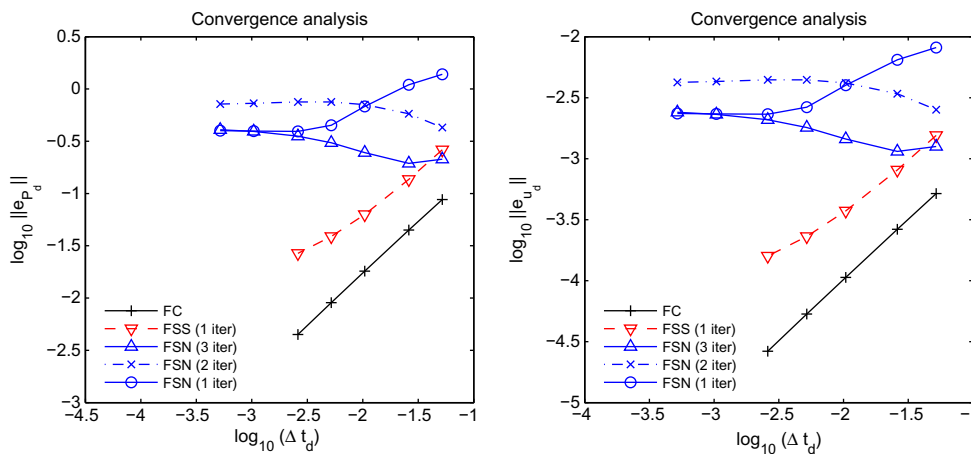 Convergence analysis
0.5
0
−0.5
−1
−1.5
−2
−2.5
−3
log10 ||ePd||
FC
FSS (1 iter)
FSN (3 iter)
FSN (2 iter)
FSN (1 iter)
−4.5 −4 −3.5 −3 −2.5 −2 −1.5 −1
log10 (Δ td)
Convergence analysis
−2
−2.5
−3
−3.5
−4
−4.5
−5
log10 ||eud||
FC
FSS (1 iter)
FSN (3 iter)
FSN (2 iter)
FSN (1 iter)
−4 −3.5 −3 −2.5 −2 −1.5 −1
log10 (Δ td)